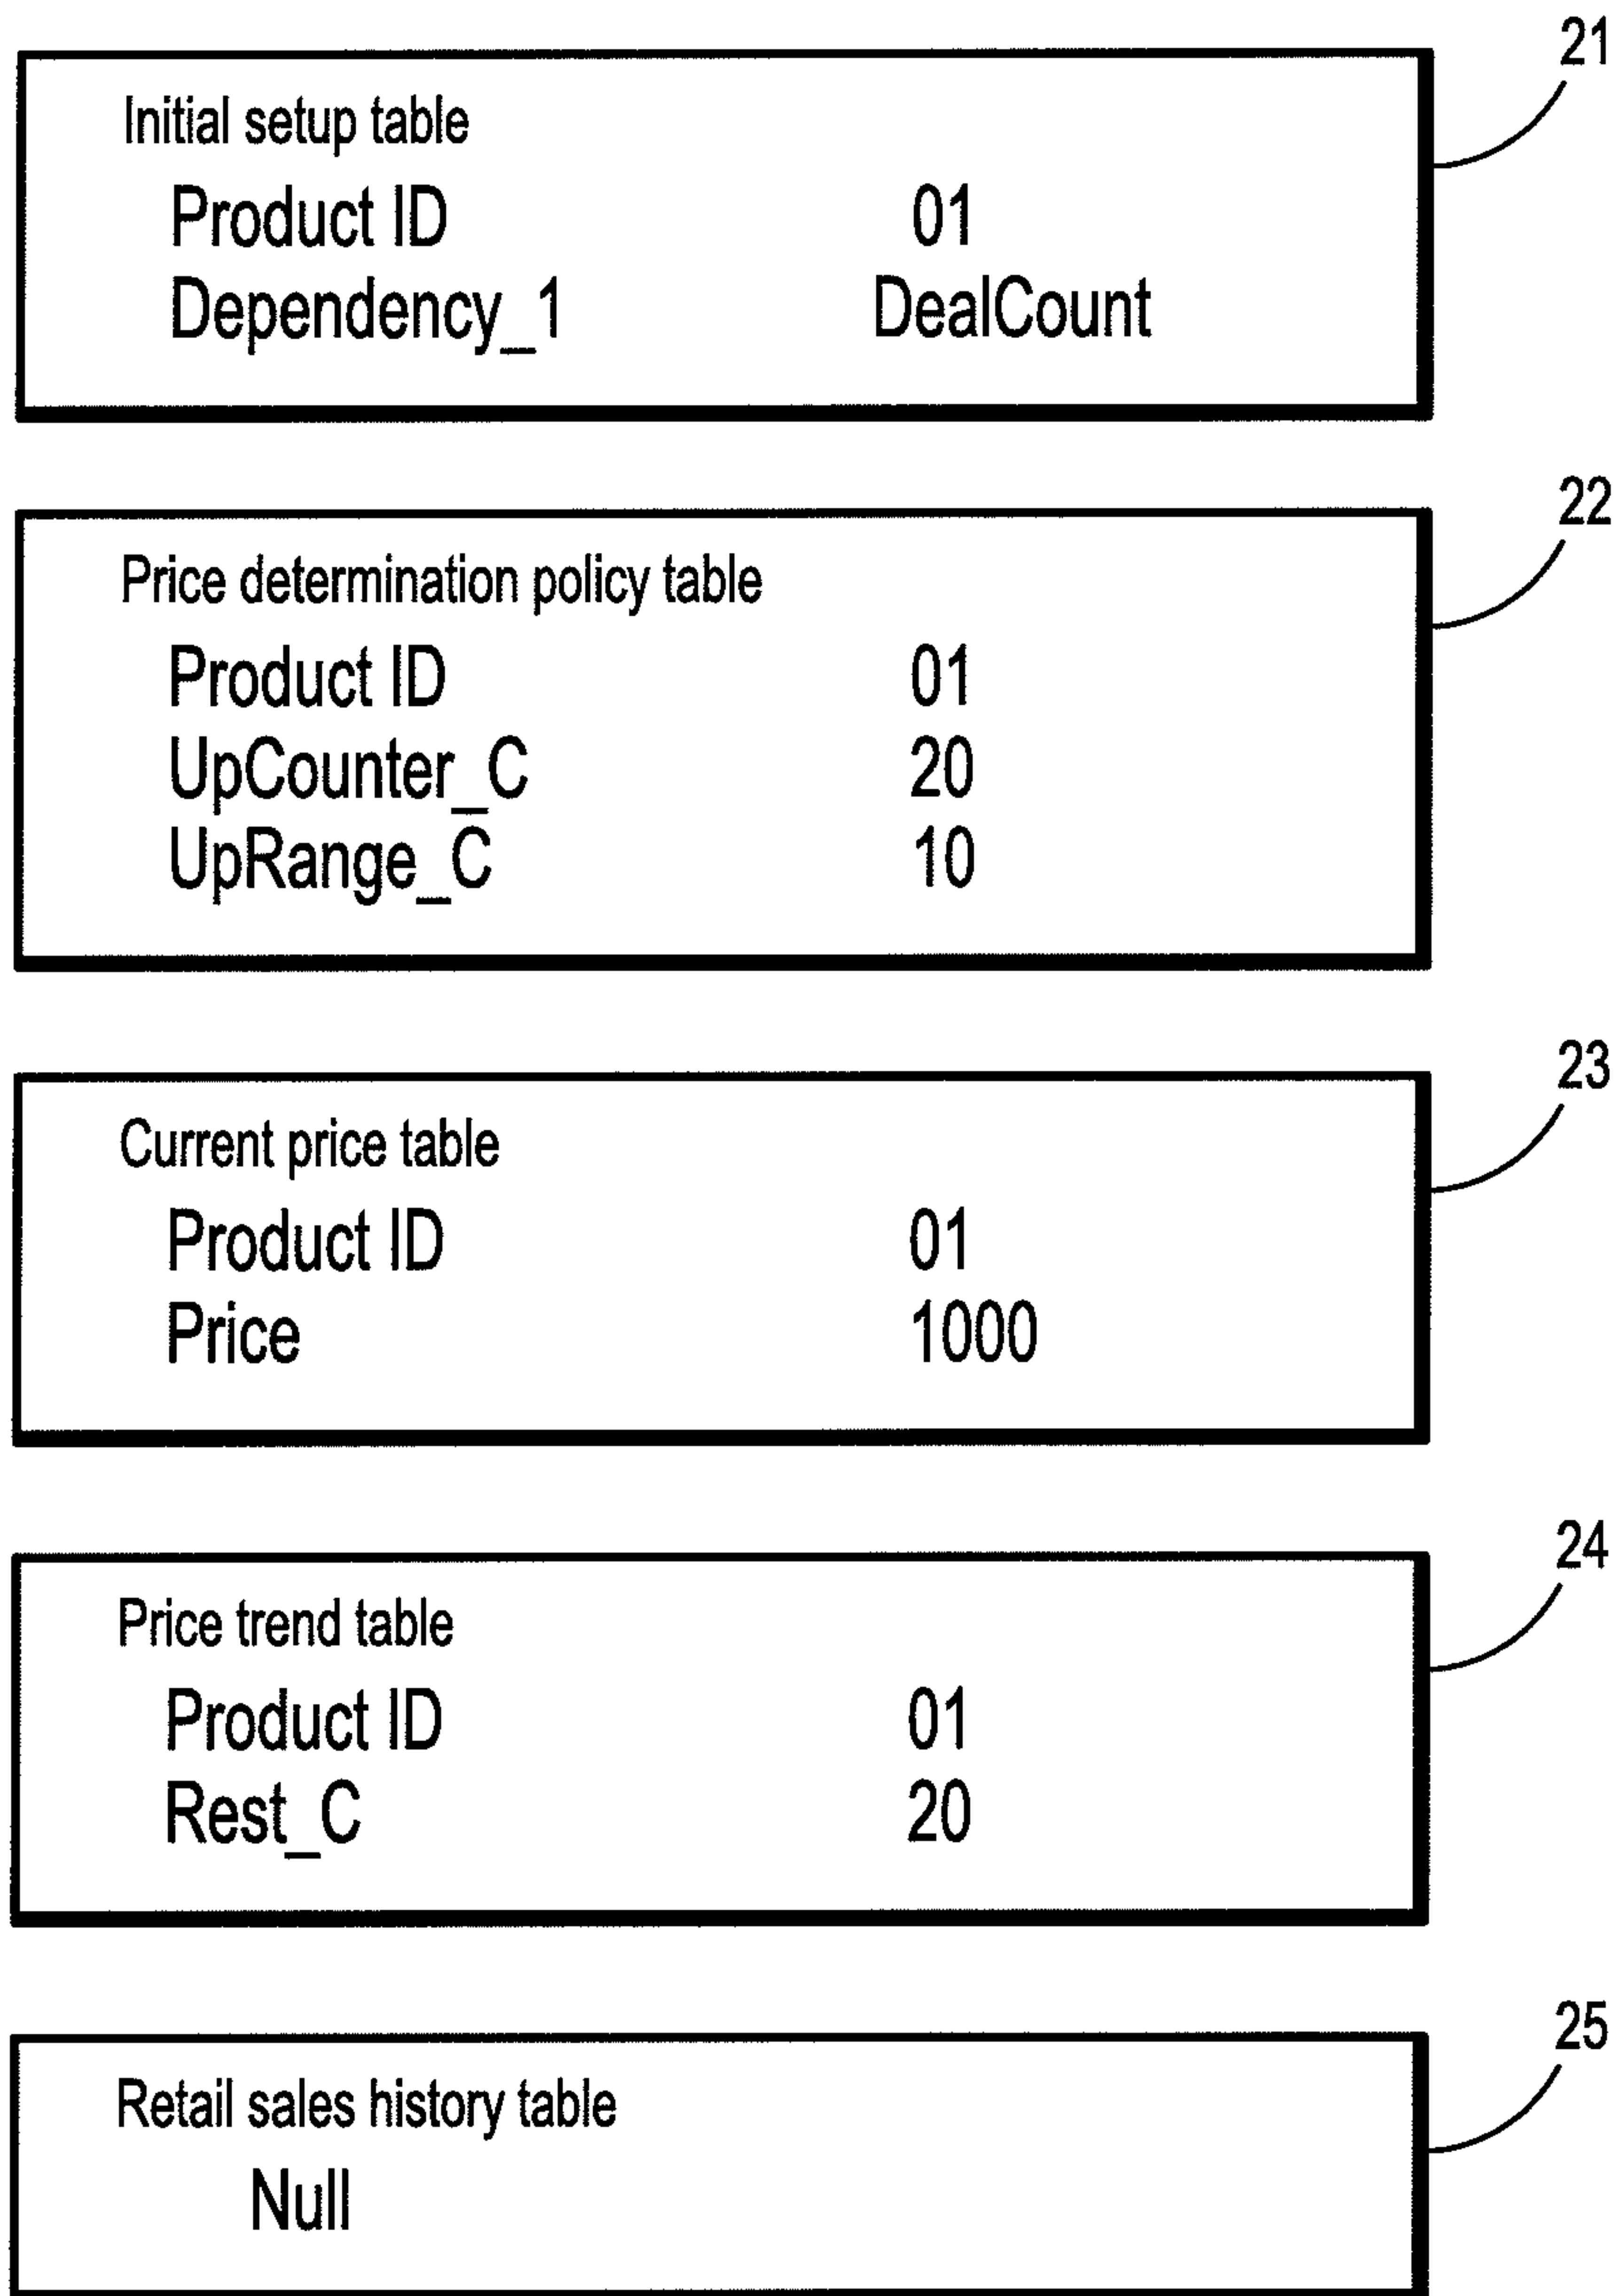 21
Initial setup table
Product ID 01
Dependency_1 DealCount
22
Price determination policy table
Product ID 01
UpCounter_C 20
UpRange_C 10
23
Current price table
Product ID 01
Price 1000
24
Price trend table
Product ID 01
Rest_C 20
25
Retail sales history table
Null